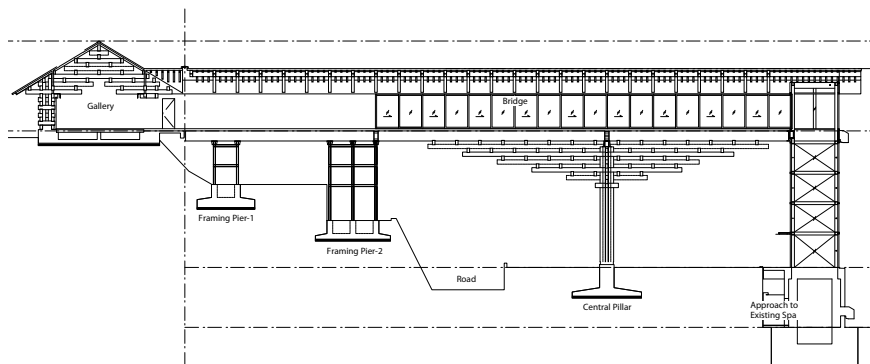 Gallery
Bridge
Framing Pier-1
Framing Pier-2
Road
Central Pillar
Approach to
Existing Spa